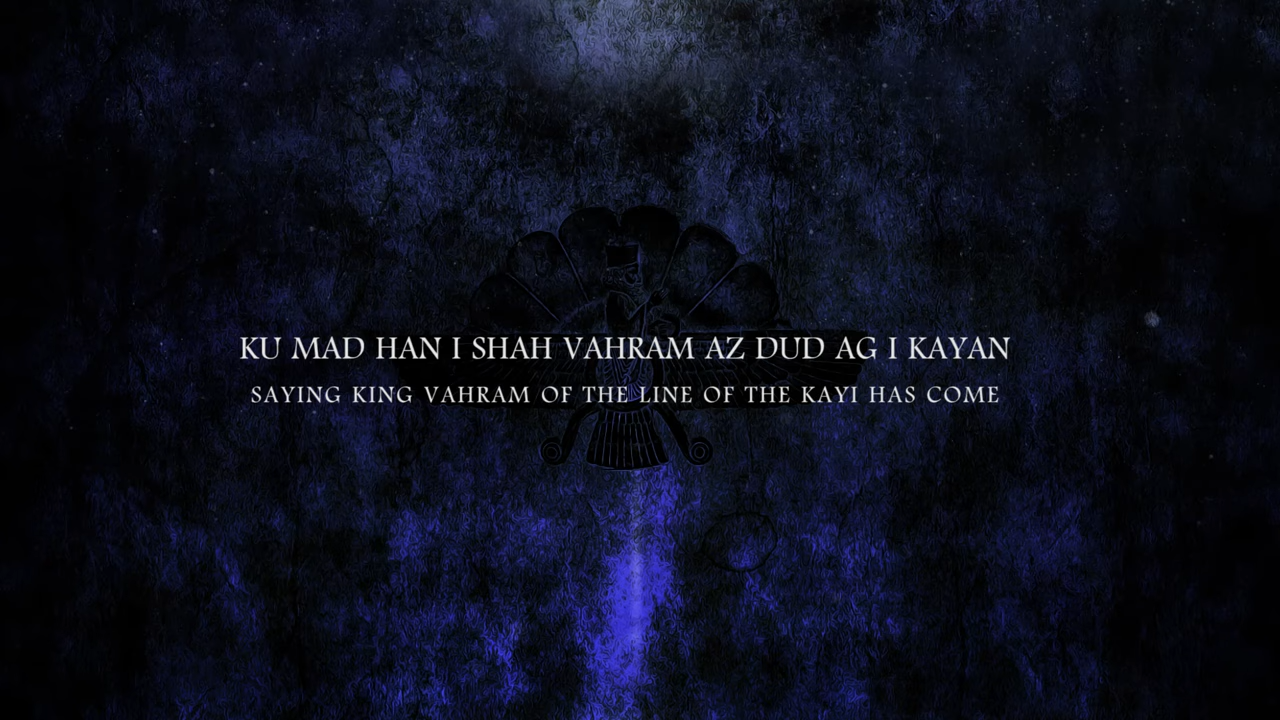 KU MAD HAN I SHAH VAHRAM AZ DUD AG I KAYAN
SAYING KING VAHRAM OF THE LINE OF THE KAYI HAS COME